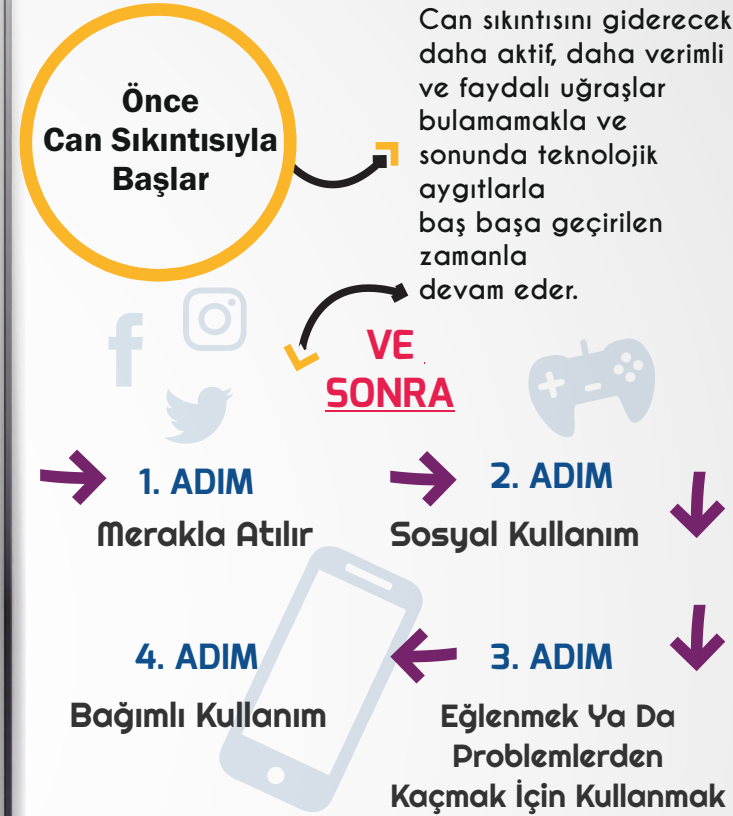 Önce
Can Sıkıntısıyla
Başlar
Can sıkıntısını giderecek
daha aktif, daha verimli
ve faydalı uğraşlar
bulamamakla ve
sonunda teknolojik
aygıtlarla
baş başa geçirilen
zamanla
devam eder.
VE
SONRA
1. ADIM
Merakla Atılır
2. ADIM
Sosyal Kullanım
3. ADIM
Eğlenmek Ya Da
Problemlerden
Kaçmak İçin Kullanmak
4. ADIM
Bağımlı Kullanım